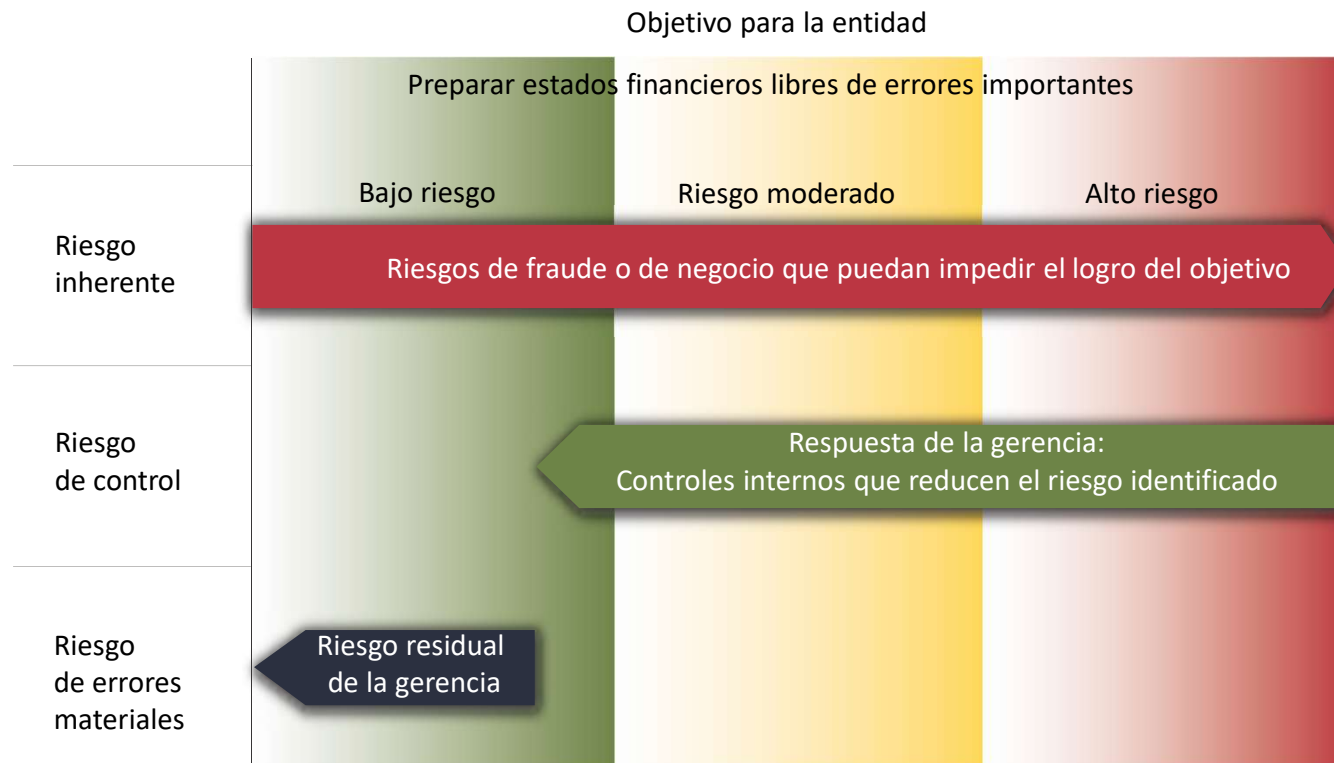 Objetivo para la entidad
Preparar estados financieros libres de errores importantes
Bajo riesgo
Riesgo moderado
Alto riesgo
Riesgo
inherente
Riesgos de fraude o de negocio que puedan impedir el logro del objetivo
Riesgo
de control
Respuesta de la gerencia:
Controles internos que reducen el riesgo identificado
Riesgo
de errores
materiales
Riesgo residual
de la gerencia